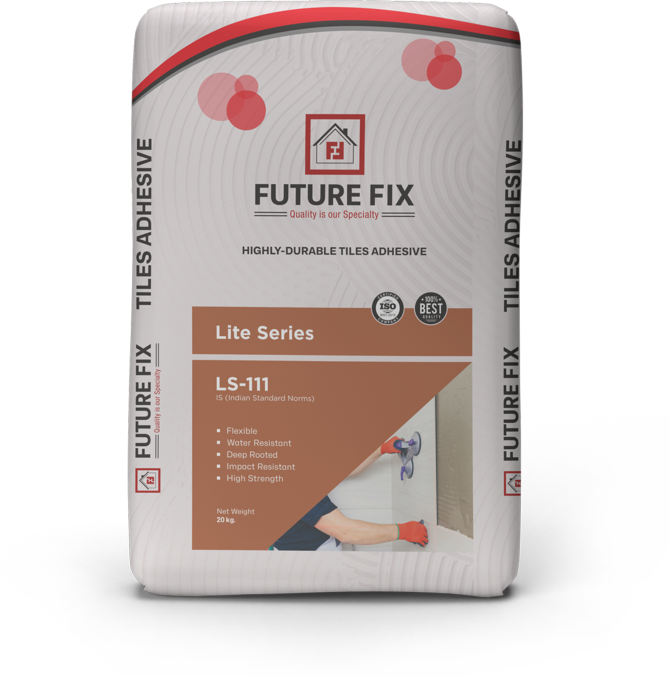 FUTURE FIX
Quality is our Specialty
HIGHLY-DURABLE TILES ADHESIVE
ISO
100%
BEST
QUALITY
Lite Series
LS-111
IS (Indian Standard Norms)
Flexible
Water Resistant
Deep Rooted
Impact Resistant
High Strength
Net Weight
20 kg.
TILES ADHESIVE
FUTURE FIX
Quality is our Specialty
TILES ADHESIVE
FUTURE FIX